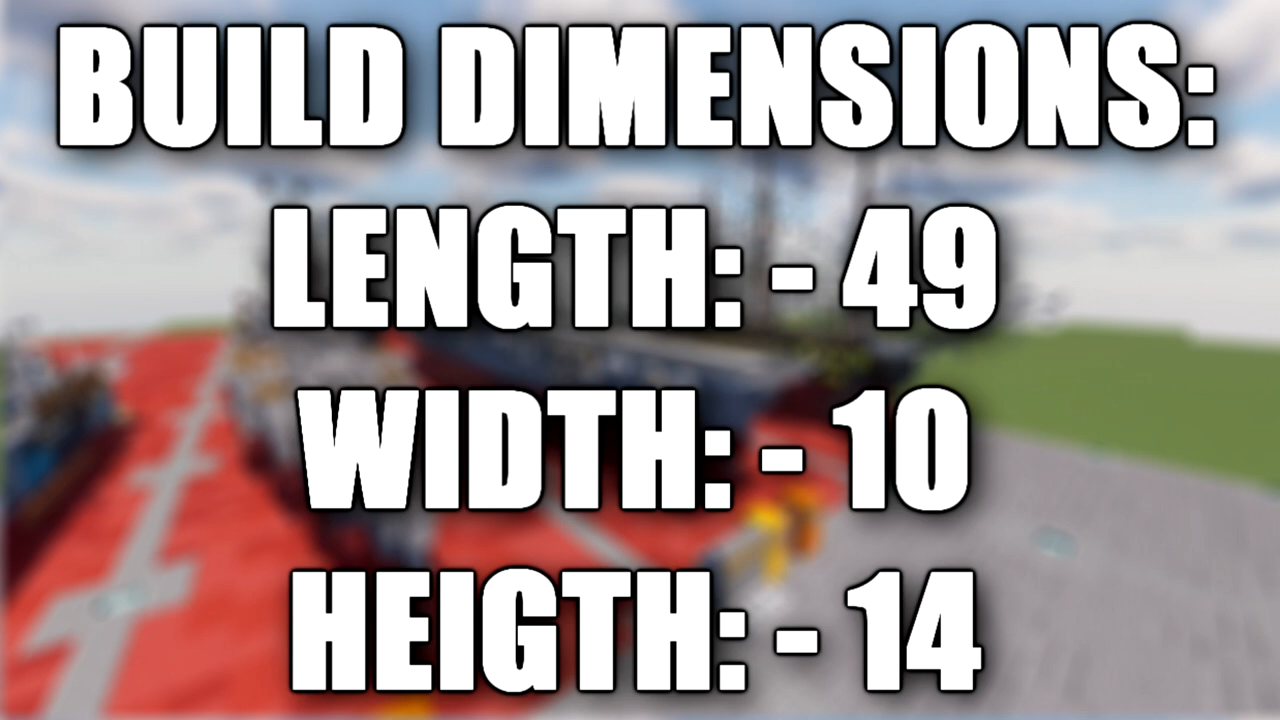 BUILD DIMENSIONS:
LENGTH: - 49
WIDTH: - 10
HEIGTH: - 14